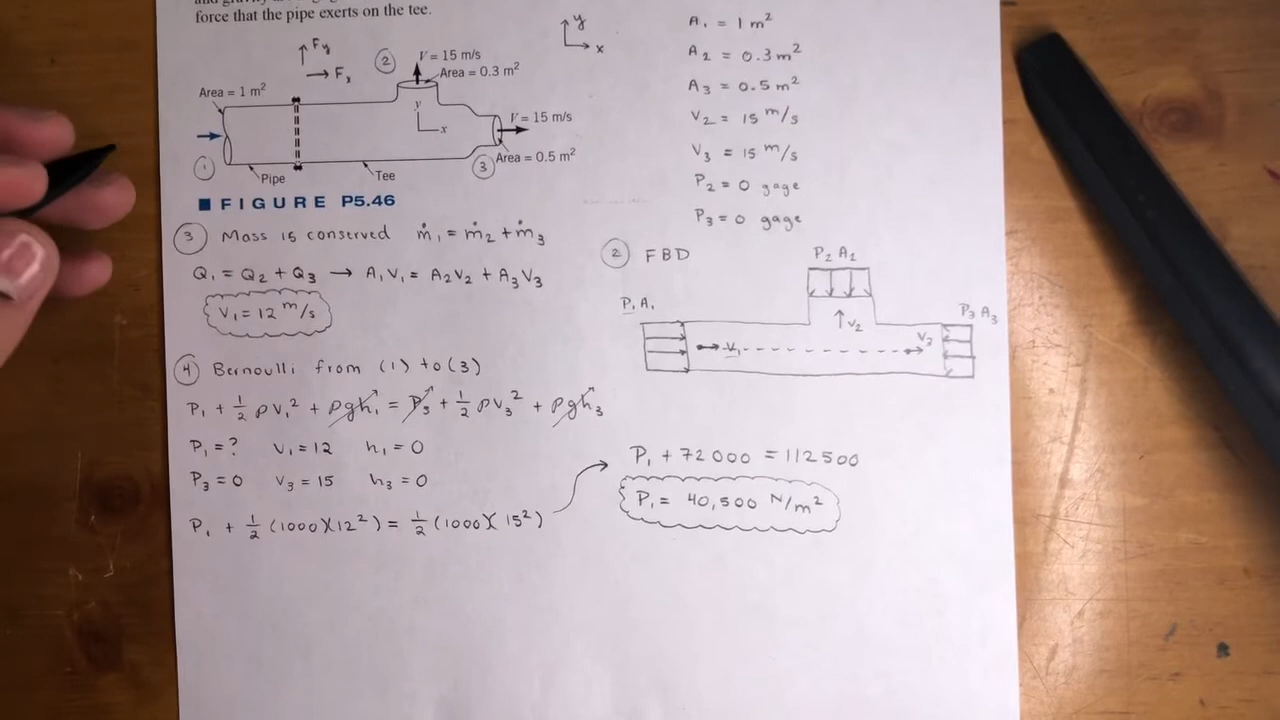 force that the pipe exerts on the tee.
Fy
Fx
y
x
Area = 1 m²
②
V = 15 m/s
Area = 0.3 m²
y
x
V = 15 m/s
Area = 0.5 m²
①
③
Pipe
Tee
■ FIGURE P5.46
A₁ = 1 m²
A₂ = 0.3 m²
A₃ = 0.5 m²
V₂ = 15 m/s
V₃ = 15 m/s
P₂ = 0 gage
P₃ = 0 gage
③ Mass is conserved ṁ₁ = ṁ₂ + ṁ₃
Q₁ = Q₂ + Q₃ → A₁V₁ = A₂V₂ + A₃V₃
V₁ = 12 m/s
② FBD
P₂ A₂
P₁ A₁
P₃ A₃
V₁
V₂
V₃
④ Bernoulli from (1) to (3)
P₁ + ½ ρV₁² + ρgh₁ = P₃ + ½ ρV₃² + ρgh₃
P₁ = ? V₁ = 12 h₁ = 0
P₃ = 0 V₃ = 15 h₃ = 0
P₁ + ½ (1000)(12²) = ½ (1000)(15²)
P₁ + 72000 = 112500
P₁ = 40,500 N/m²